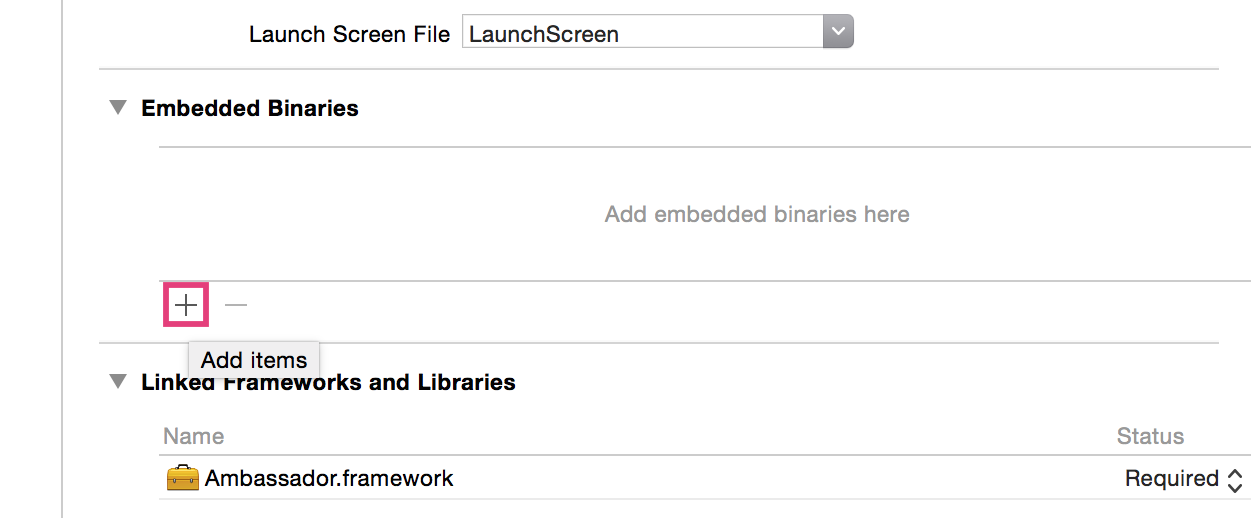 Launch Screen File LaunchScreen
Embedded Binaries
Add embedded binaries here
Add items
Linked Frameworks and Libraries
Name Status
Ambassador.framework Required